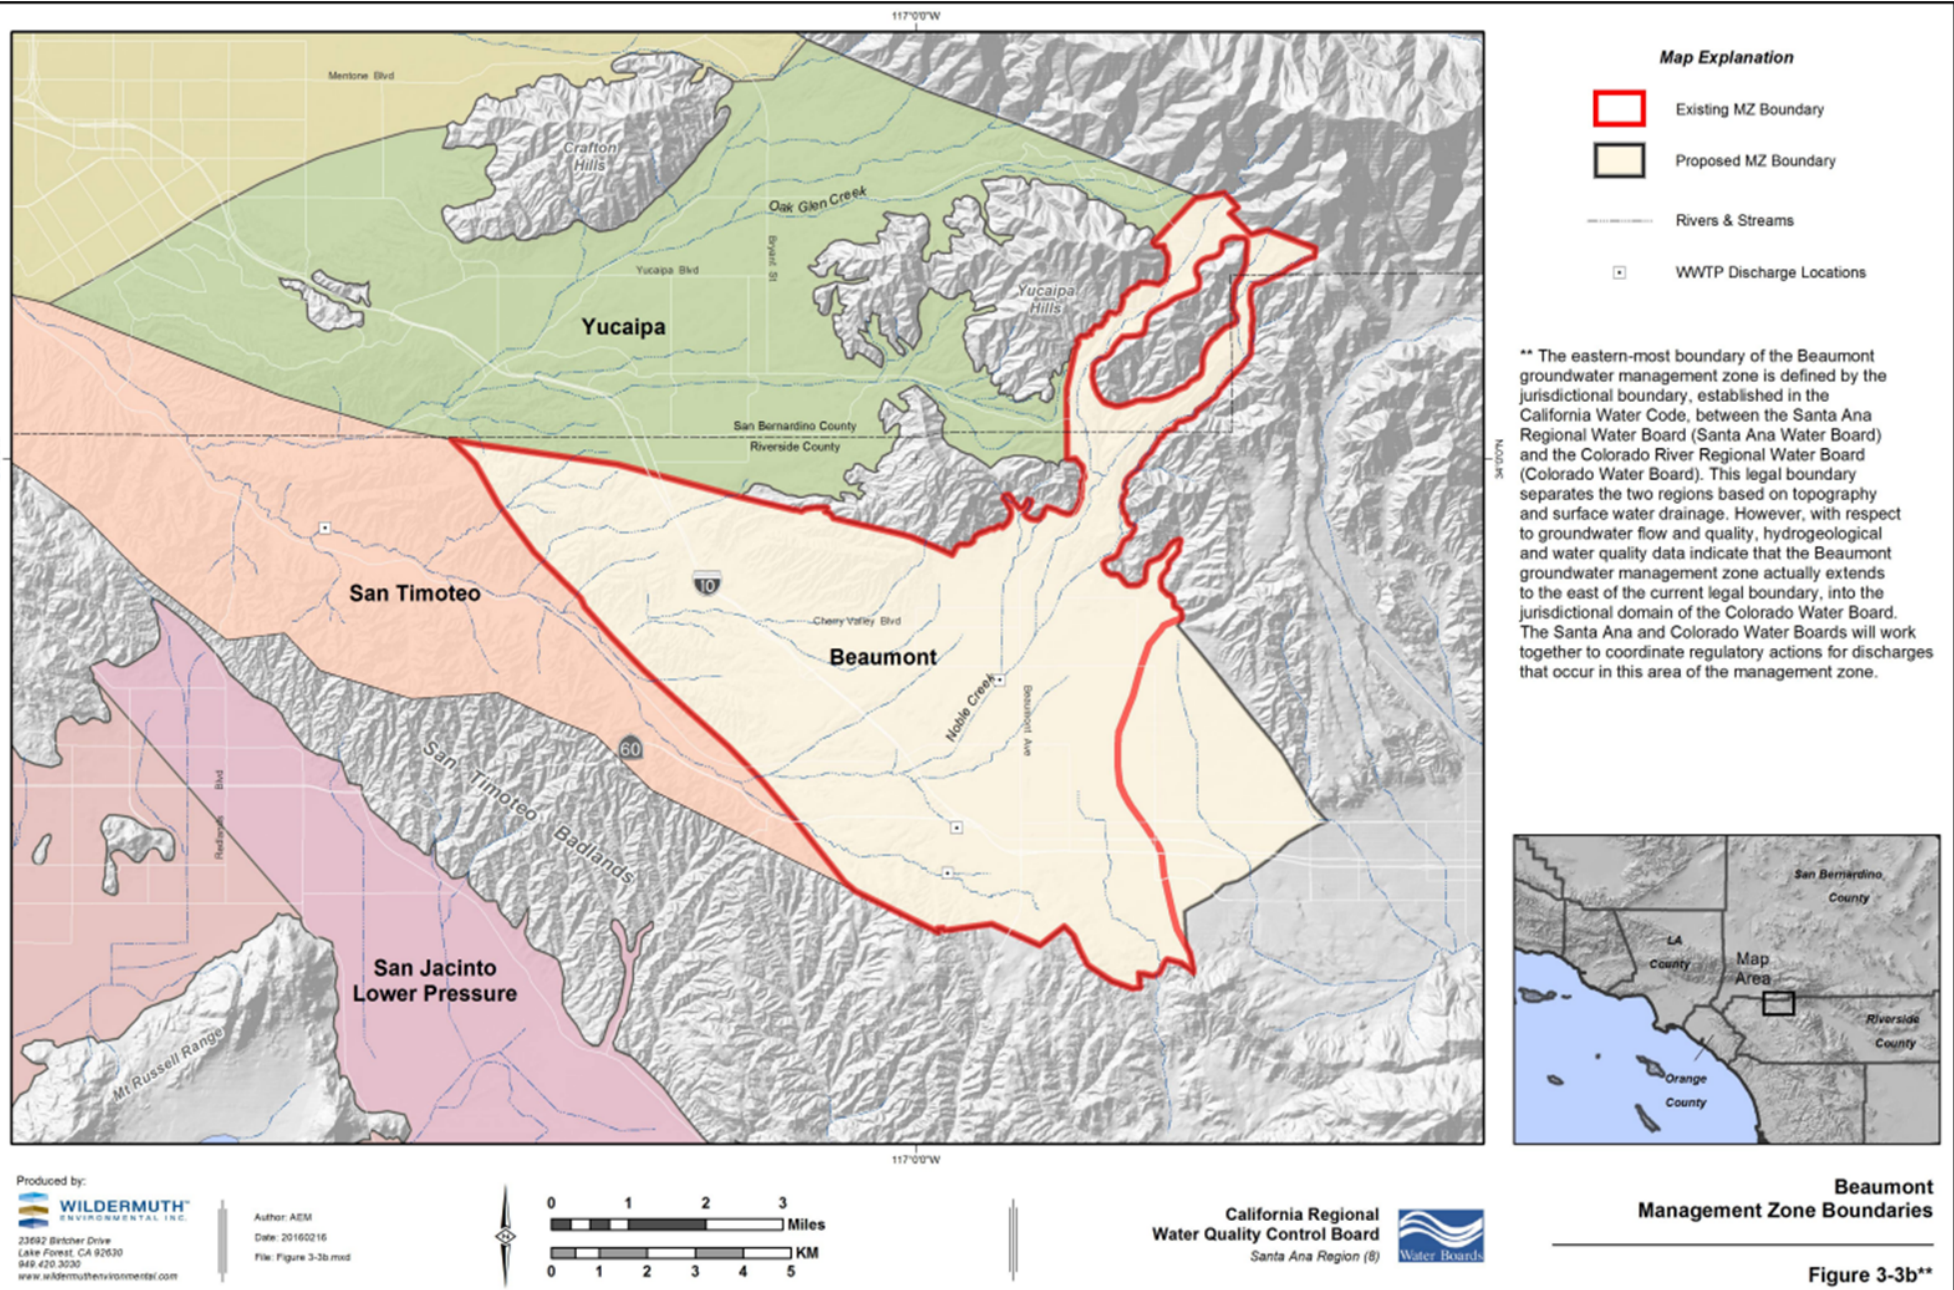 117°0'0"W
Mentone Blvd
Crafton
Hills
Oak Glen Creek
Bryant St
Yucaipa Blvd
Yucaipa
Hills
Yucaipa
San Bernardino County
Riverside County
San Timoteo
10
Cherry Valley Blvd
Beaumont
Noble Creek
Beaumont Ave
60
San Timoteo Badlands
Redlands Blvd
San Jacinto
Lower Pressure
Mt Russell Range
117°0'0"W
Map Explanation
Existing MZ Boundary
Proposed MZ Boundary
Rivers & Streams
WWTP Discharge Locations
** The eastern-most boundary of the Beaumont
groundwater management zone is defined by the
jurisdictional boundary, established in the
California Water Code, between the Santa Ana
Regional Water Board (Santa Ana Water Board)
and the Colorado River Regional Water Board
(Colorado Water Board). This legal boundary
separates the two regions based on topography
and surface water drainage. However, with respect
to groundwater flow and quality, hydrogeological
and water quality data indicate that the Beaumont
groundwater management zone actually extends
to the east of the current legal boundary, into the
jurisdictional domain of the Colorado Water Board.
The Santa Ana and Colorado Water Boards will work
together to coordinate regulatory actions for discharges
that occur in this area of the management zone.
San Bernardino
County
LA
County
Map
Area
Riverside
County
Orange
County
Produced by:
WILDERMUTH™
ENVIRONMENTAL INC.
23692 Birtcher Drive
Lake Forest, CA 92630
949.420.3030
www.wildermuthenvironmental.com
Author: AEM
Date: 20160216
File: Figure 3-3b.mxd
N
0 1 2 3
Miles
KM
0 1 2 3 4 5
California Regional
Water Quality Control Board
Santa Ana Region (8)
Water Boards
Beaumont
Management Zone Boundaries
Figure 3-3b**